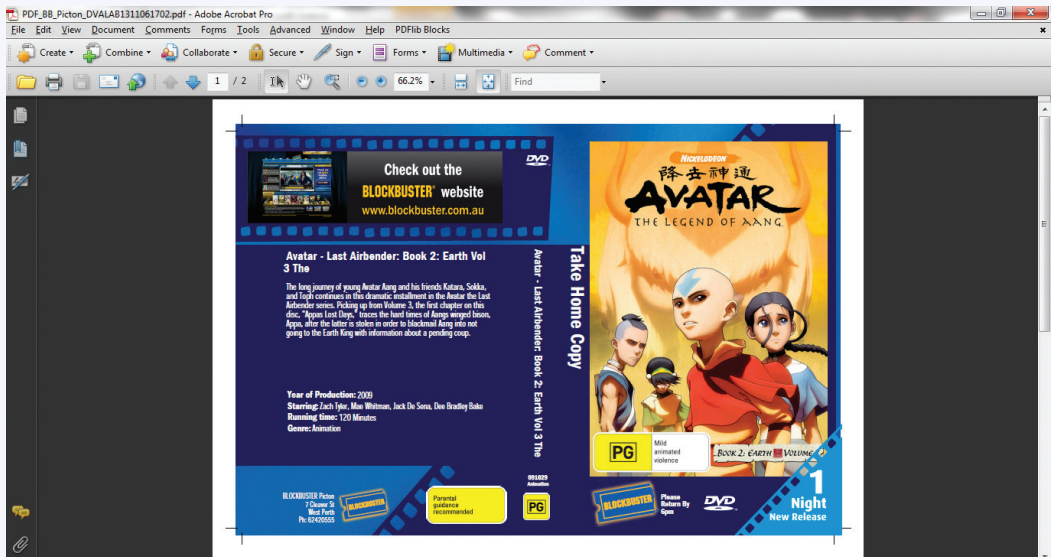 PDF_BB_Picton_DVALAB1311061702.pdf - Adobe Acrobat Pro
File Edit View Document Comments Forms Tools Advanced Window Help PDFlib Blocks
Create Combine Collaborate Secure Sign Forms Multimedia Comment
1 / 2 66.2% Find
Check out the
BLOCKBUSTER® website
www.blockbuster.com.au
Avatar - Last Airbender: Book 2: Earth Vol
3 The
The long journey of young Avatar Aang and his friends Katara, Sokka,
and Toph continues in this dramatic installment in the Avatar the Last
Airbender series. Picking up from Volume 3, the first chapter on this
disc, "Appas Lost Days," traces the hard times of Aangs winged bison,
Appa, after the latter is stolen in order to blackmail Aang into not
going to the Earth King with information about a pending coup.
Year of Production: 2009
Starring: Zach Tyler, Mae Whitman, Jack De Sena, Dee Bradley Bake
Running time: 120 Minutes
Genre: Animation
BLOCKBUSTER Picton
7 Cleaver St
West Perth
Ph: 62420555
BLOCKBUSTER
Parental
guidance
recommended
DVD
Avatar - Last Airbender: Book 2: Earth Vol 3 The
091029
Animation
PG
Take Home Copy
NICKELODEON
降去神通
AVATAR
THE LEGEND OF AANG
PG
Mild
animated
violence
BOOK 2: EARTH VOLUME
BLOCKBUSTER
Please
Return By
6pm
DVD
1
Night
New Release